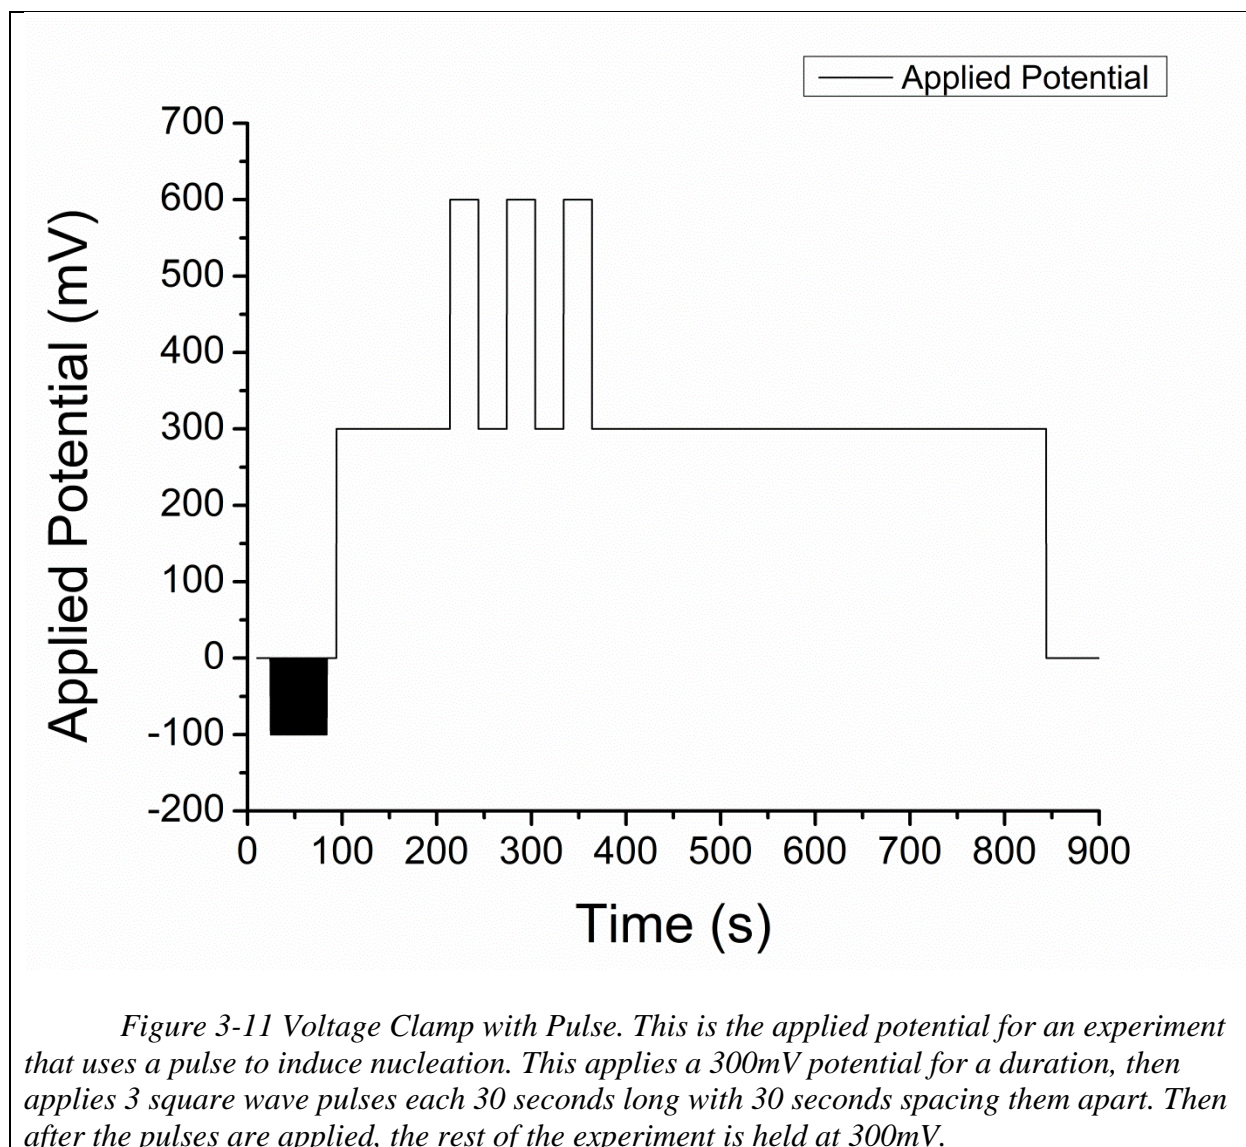 Applied Potential
700
600
500
400
300
200
100
0
-100
-200
Applied Potential (mV)
0 100 200 300 400 500 600 700 800 900
Time (s)
Figure 3-11 Voltage Clamp with Pulse. This is the applied potential for an experiment
that uses a pulse to induce nucleation. This applies a 300mV potential for a duration, then
applies 3 square wave pulses each 30 seconds long with 30 seconds spacing them apart. Then
after the pulses are applied, the rest of the experiment is held at 300mV.